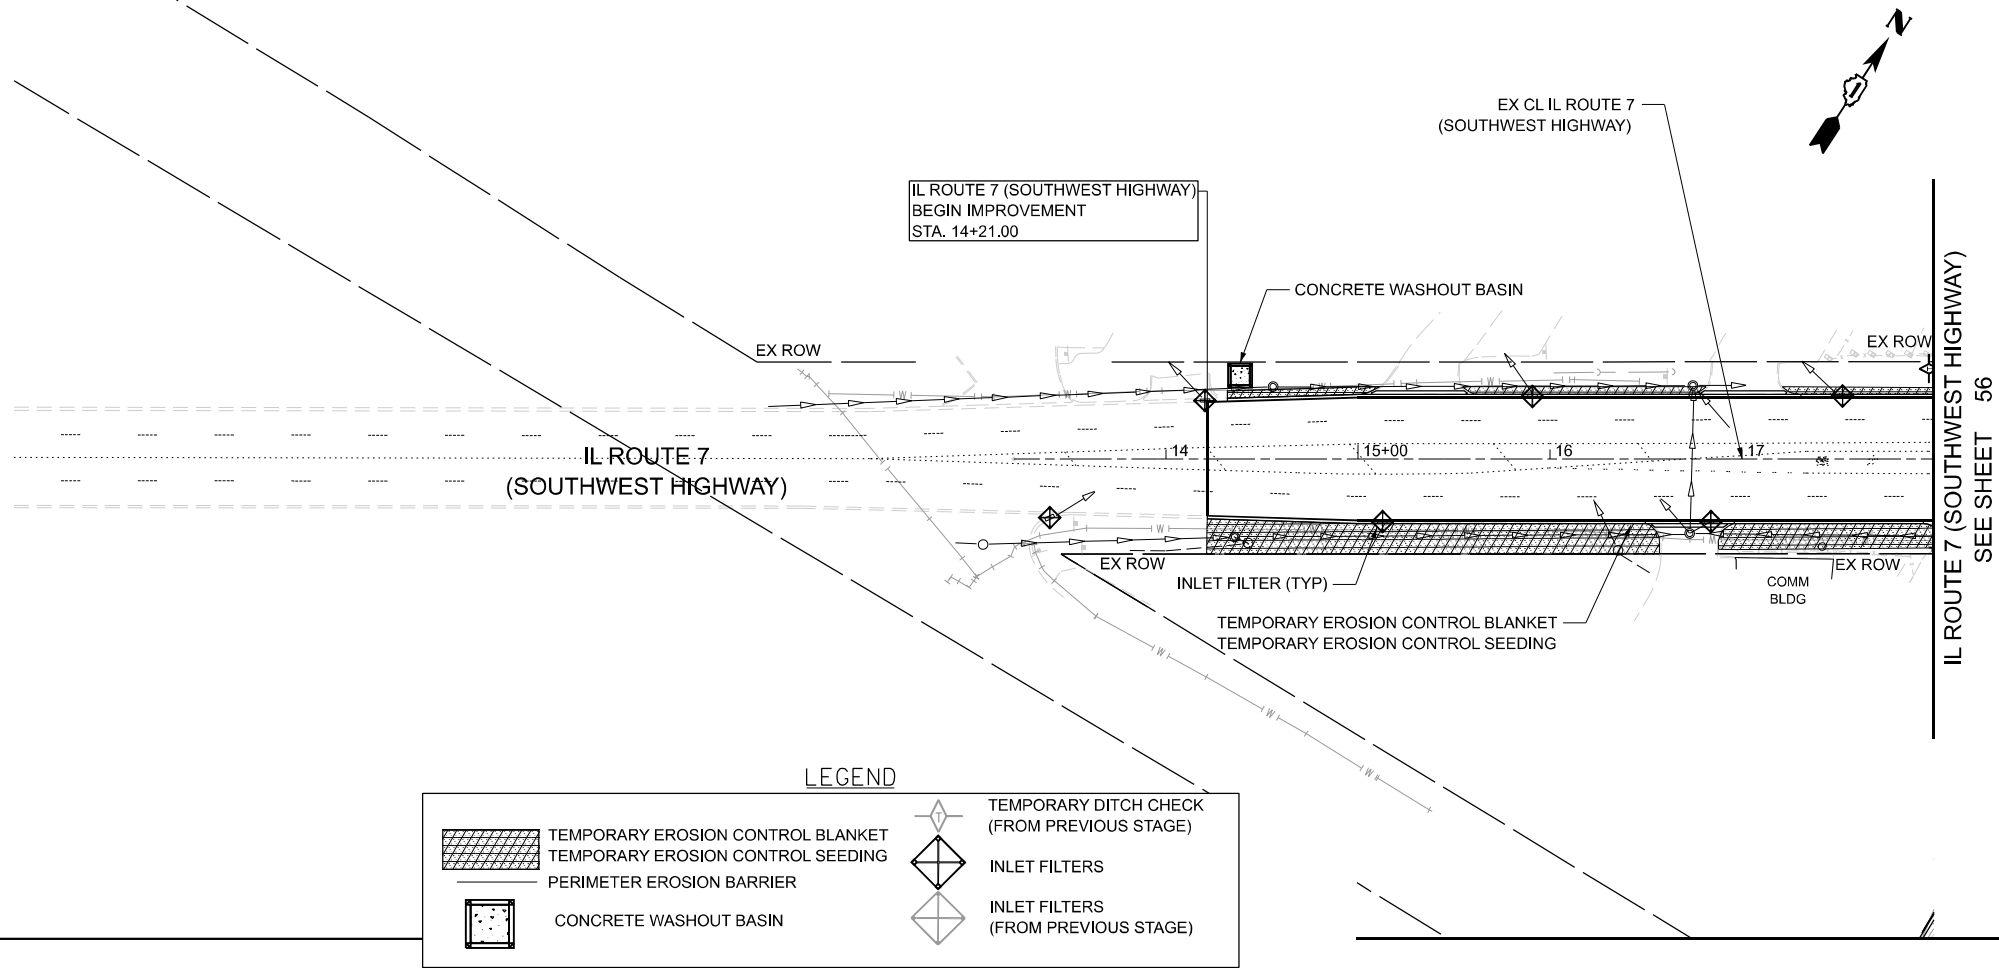 N
1
EX CL IL ROUTE 7
(SOUTHWEST HIGHWAY)
IL ROUTE 7 (SOUTHWEST HIGHWAY)
BEGIN IMPROVEMENT
STA. 14+21.00
CONCRETE WASHOUT BASIN
EX ROW
EX ROW
W
W
W
W
14
15+00
16
17
IL ROUTE 7
(SOUTHWEST HIGHWAY)
W
W
EX ROW
EX ROW
INLET FILTER (TYP)
COMM
BLDG
TEMPORARY EROSION CONTROL BLANKET
TEMPORARY EROSION CONTROL SEEDING
W
W
W
IL ROUTE 7 (SOUTHWEST HIGHWAY)
SEE SHEET 56
LEGEND
TEMPORARY EROSION CONTROL BLANKET
TEMPORARY EROSION CONTROL SEEDING
PERIMETER EROSION BARRIER
CONCRETE WASHOUT BASIN
T
TEMPORARY DITCH CHECK
(FROM PREVIOUS STAGE)
INLET FILTERS
INLET FILTERS
(FROM PREVIOUS STAGE)